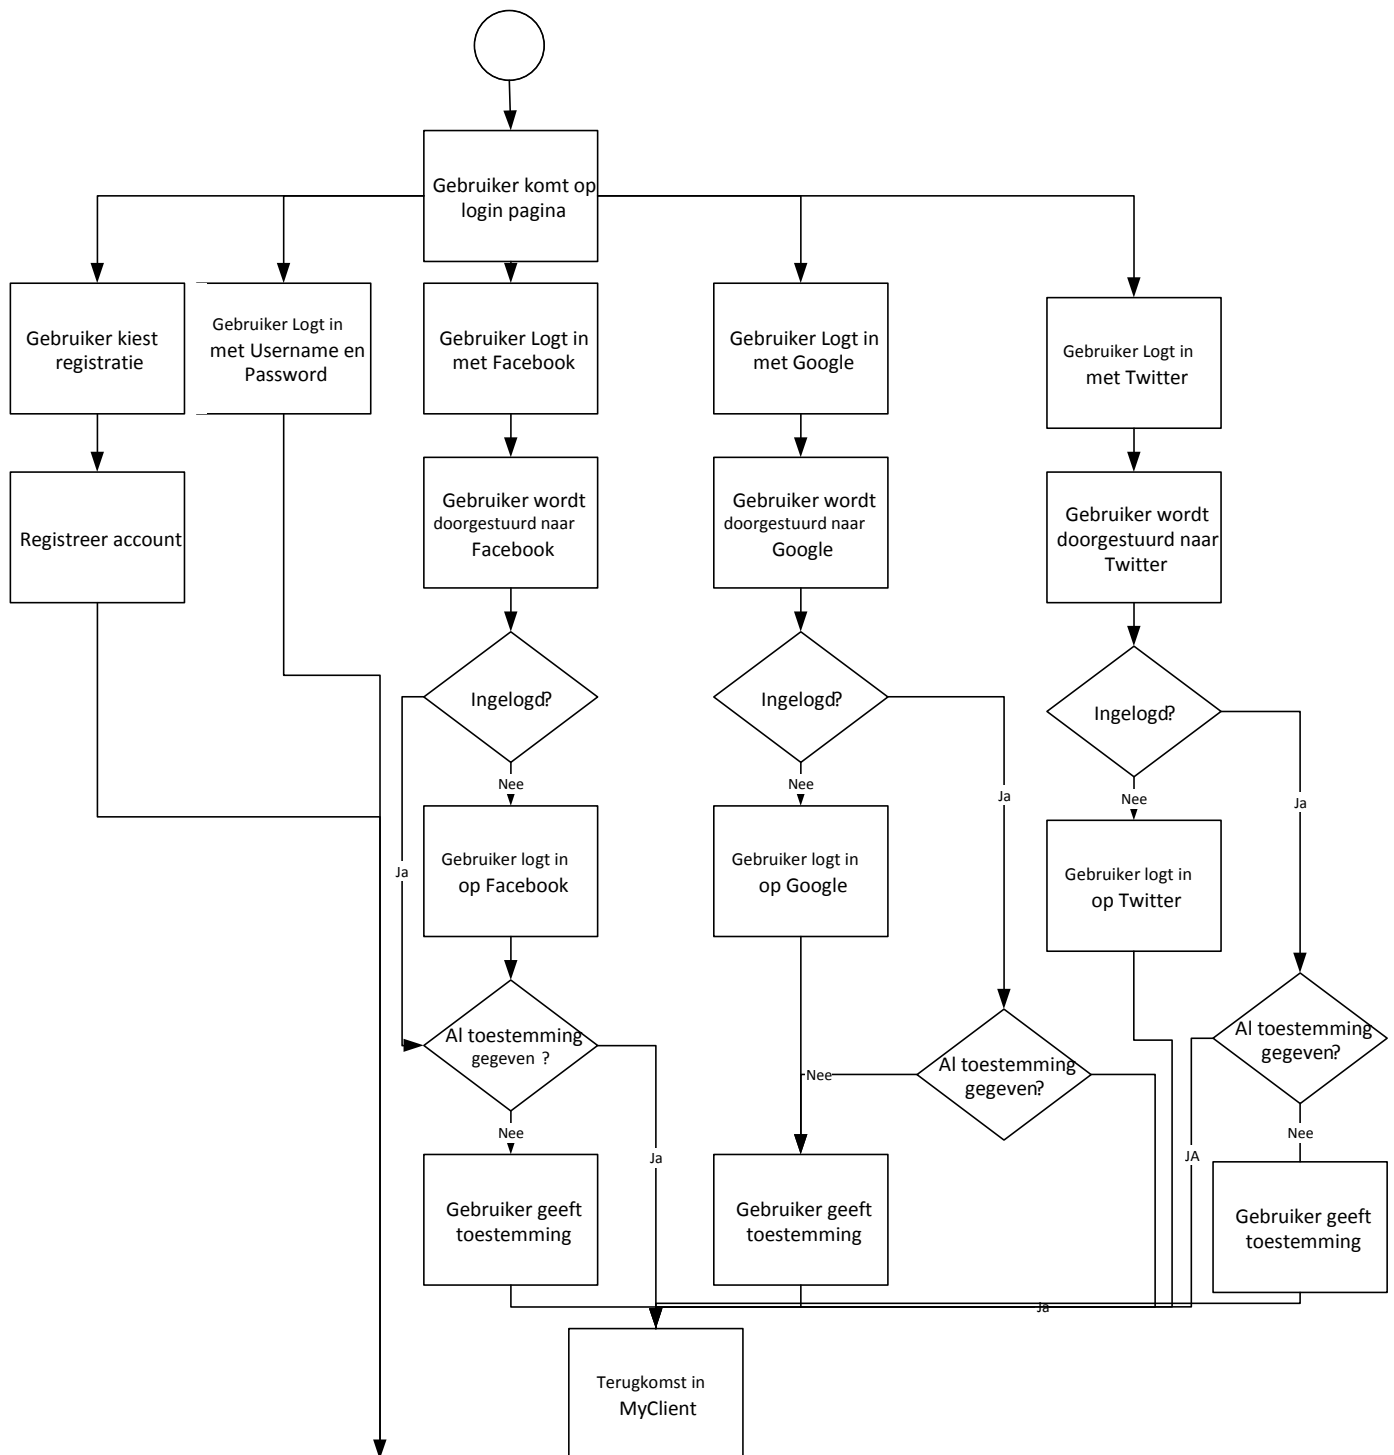 Gebruiker komt op
login pagina
Gebruiker kiest
registratie
Gebruiker Logt in
met Username en
Password
Gebruiker Logt in
met Facebook
Gebruiker Logt in
met Google
Gebruiker Logt in
met Twitter
Registreer account
Gebruiker wordt
doorgestuurd naar
Facebook
Gebruiker wordt
doorgestuurd naar
Google
Gebruiker wordt
doorgestuurd naar
Twitter
Ingelogd?
Ingelogd?
Ingelogd?
Nee
Nee
Ja
Nee
Ja
Ja
Gebruiker logt in
op Facebook
Gebruiker logt in
op Google
Gebruiker logt in
op Twitter
Al toestemming
gegeven ?
Al toestemming
gegeven?
Al toestemming
gegeven?
Nee
Nee
Nee
Ja
JA
Gebruiker geeft
toestemming
Gebruiker geeft
toestemming
Gebruiker geeft
toestemming
Ja
Terugkomst in
MyClient